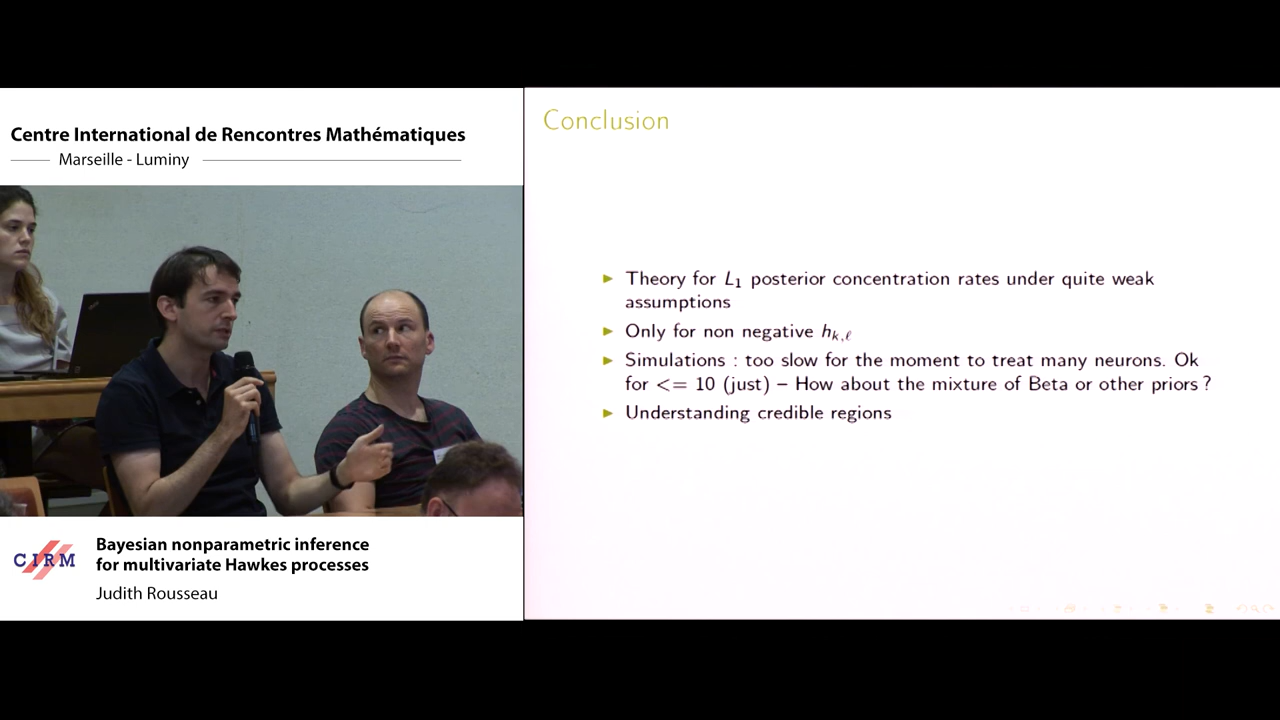 Centre International de Rencontres Mathématiques
Marseille - Luminy
CIRM
Bayesian nonparametric inference
for multivariate Hawkes processes
Judith Rousseau
Conclusion
► Theory for L₁ posterior concentration rates under quite weak
assumptions
► Only for non negative hₖ,ℓ
► Simulations : too slow for the moment to treat many neurons. Ok
for <= 10 (just) – How about the mixture of Beta or other priors ?
► Understanding credible regions